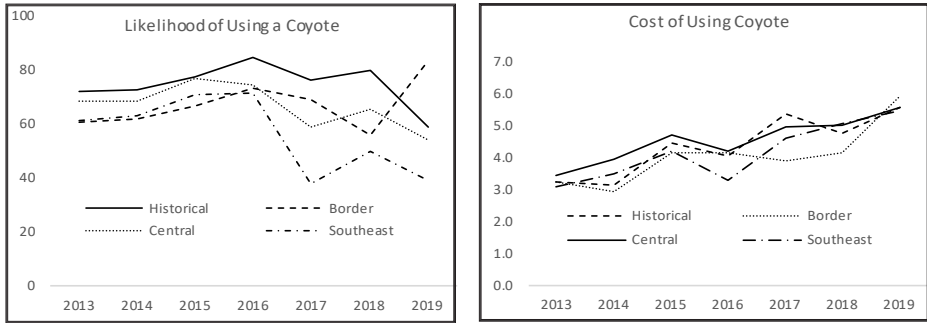 Likelihood of Using a Coyote
100
80
60
40
20
0
Historical Border
Central Southeast
2013 2014 2015 2016 2017 2018 2019
Cost of Using Coyote
7.0
6.0
5.0
4.0
3.0
2.0
1.0
0.0
Historical Border
Central Southeast
2013 2014 2015 2016 2017 2018 2019